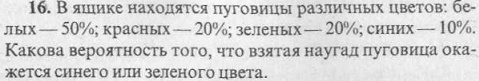 16. В ящике находятся пуговицы различных цветов: бе-
лых — 50%; красных — 20%; зеленых — 20%; синих — 10%.
Какова вероятность того, что взятая наугад пуговица ока-
жется синего или зеленого цвета.